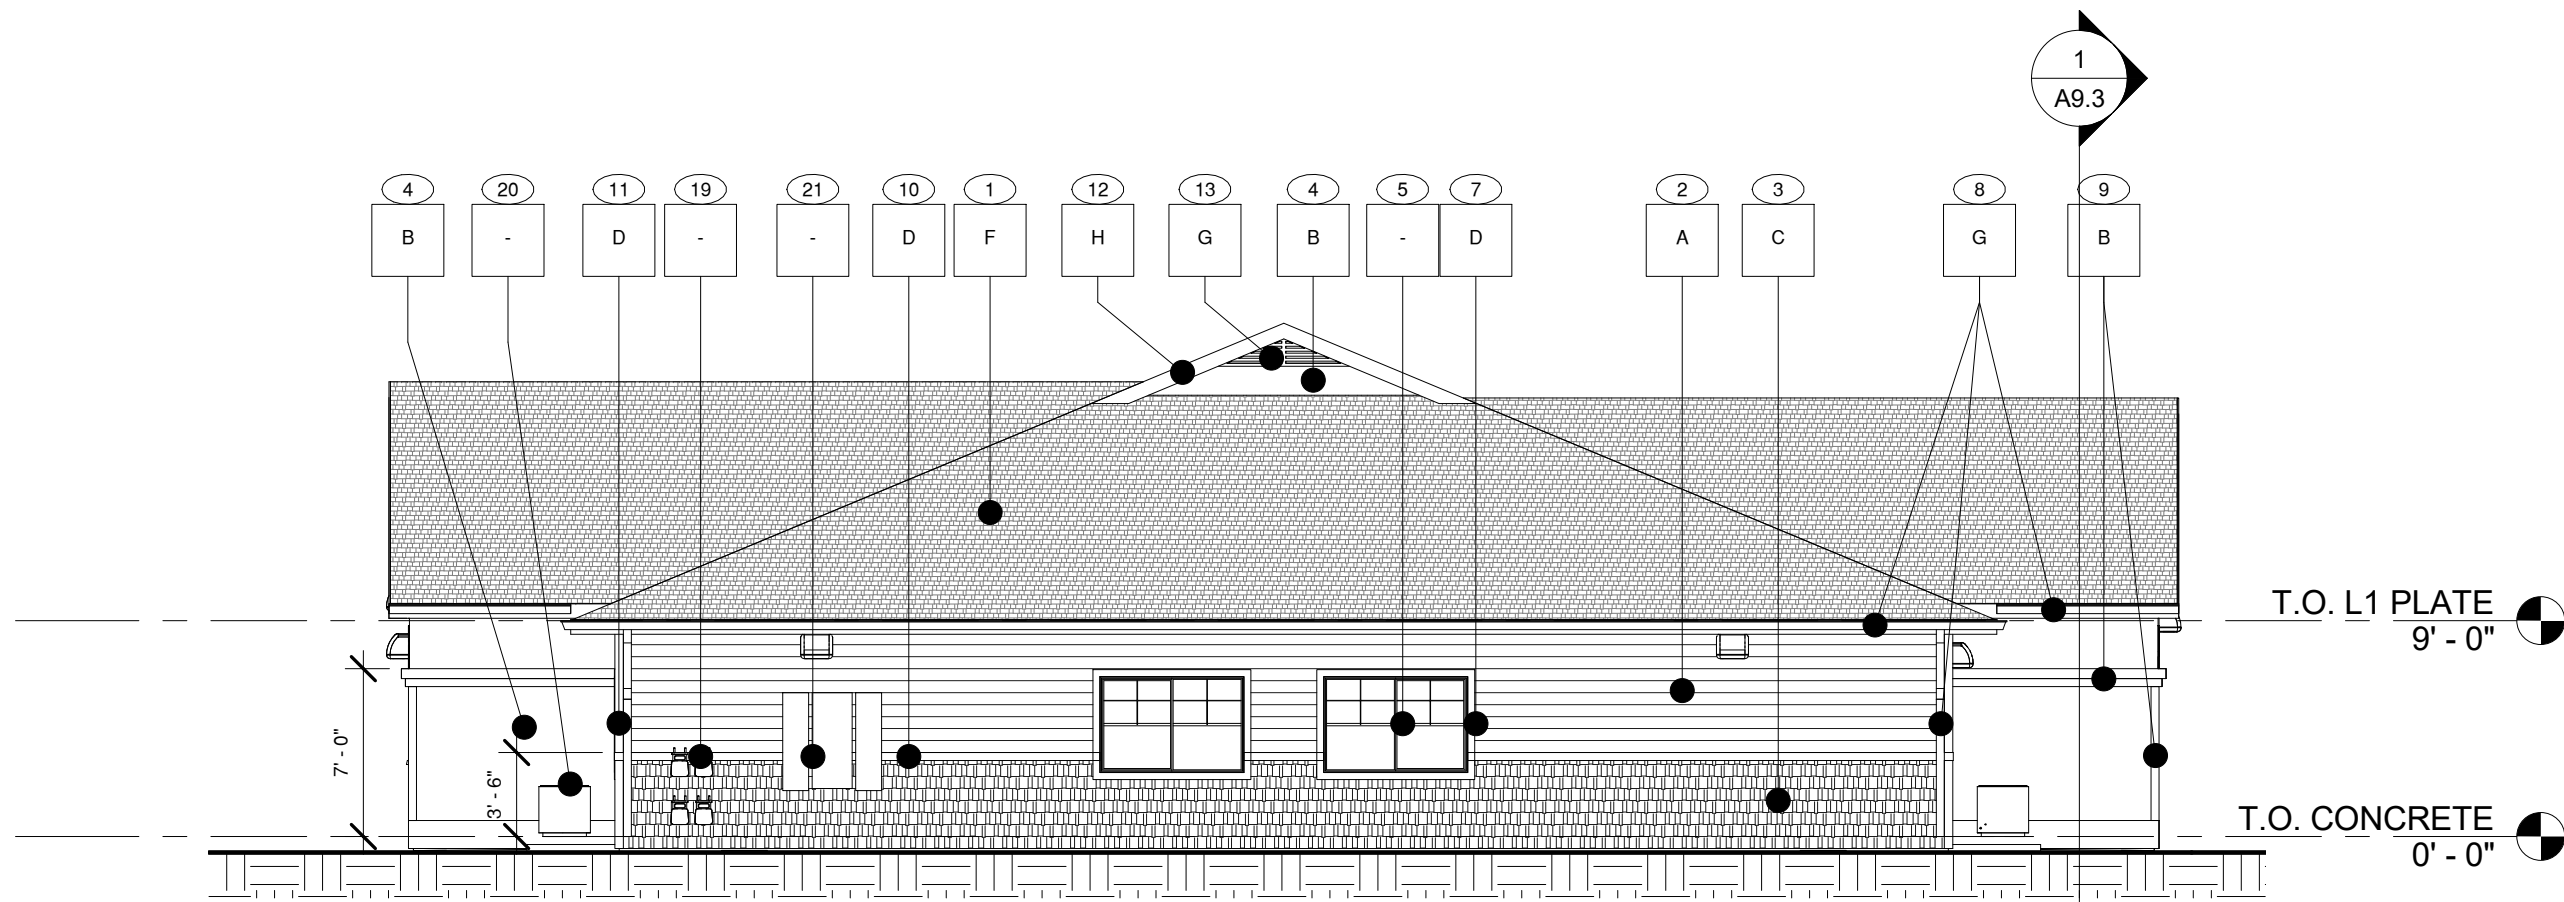 1
A9.3
4 20 11 19 21 10 1 12 13 4 5 7 2 3 8 9
B - D - - D F H G B - D A C G B
T.O. L1 PLATE
9' - 0"
7' - 0"
3' - 6"
T.O. CONCRETE
0' - 0"